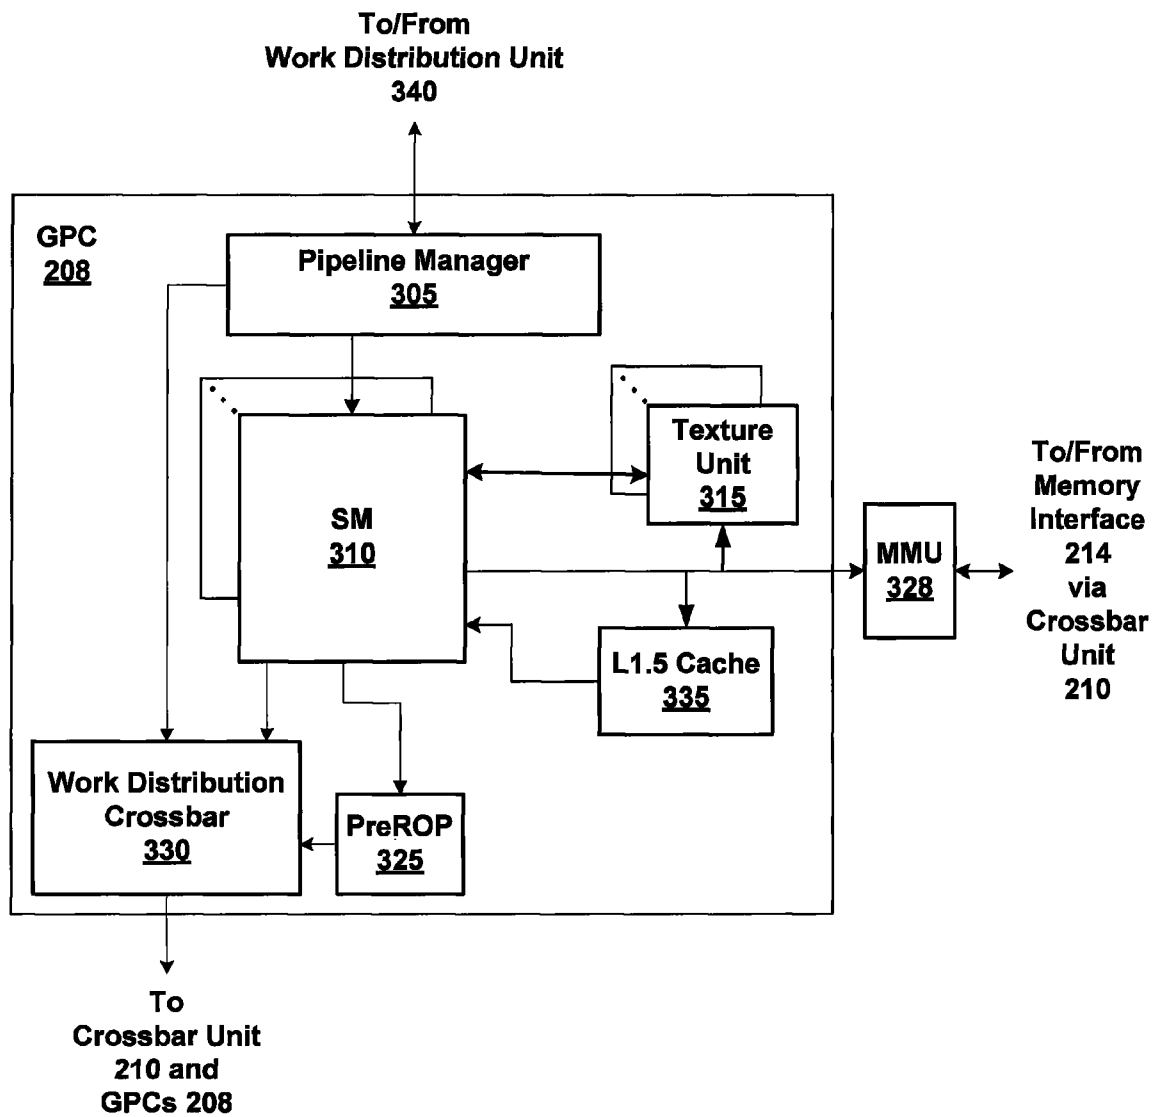 To/From
Work Distribution Unit
340
GPC
208
Pipeline Manager
305
SM
310
Texture
Unit
315
MMU
328
To/From
Memory
Interface
214
via
Crossbar
Unit
210
L1.5 Cache
335
Work Distribution
Crossbar
330
PreROP
325
To
Crossbar Unit
210 and
GPCs 208